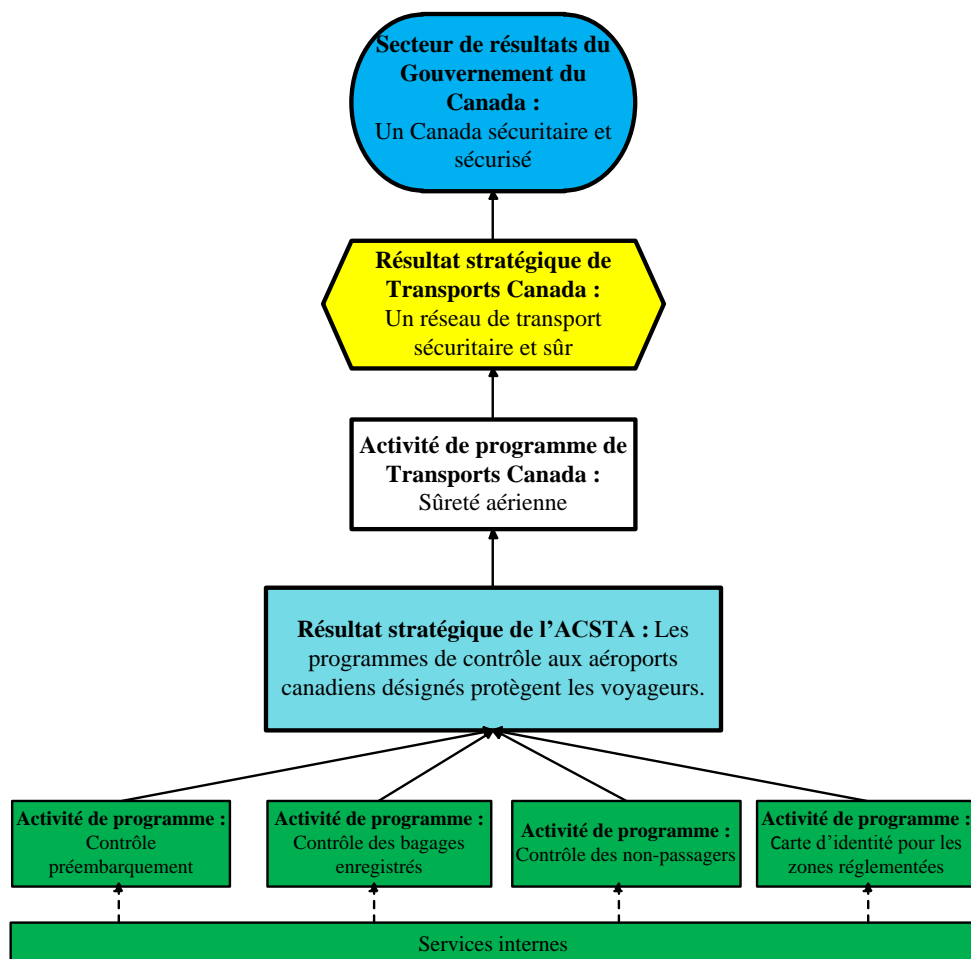 Secteur de résultats du
Gouvernement du
Canada :
Un Canada sécuritaire et
sécurisé
Résultat stratégique de
Transports Canada :
Un réseau de transport
sécuritaire et sûr
Activité de programme de
Transports Canada :
Sûreté aérienne
Résultat stratégique de l’ACSTA : Les
programmes de contrôle aux aéroports
canadiens désignés protègent les voyageurs.
Activité de programme :
Contrôle
préembarquement
Activité de programme :
Contrôle des bagages
enregistrés
Activité de programme :
Contrôle des non-passagers
Activité de programme :
Carte d’identité pour les
zones réglementées
Services internes